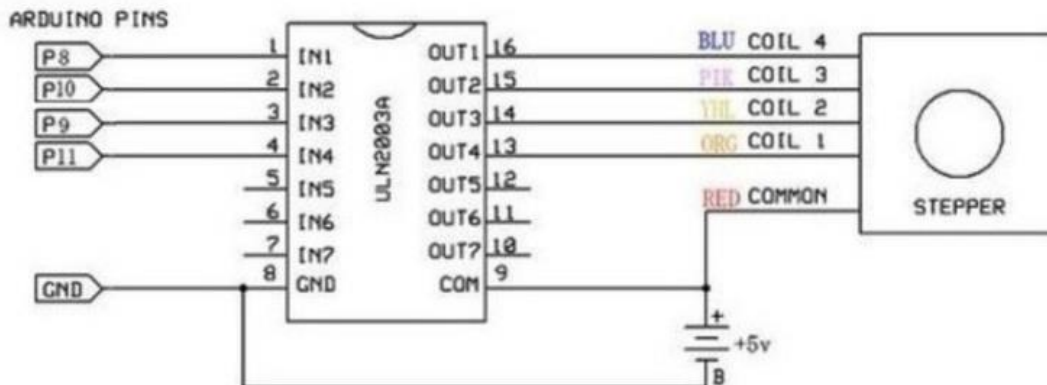 ARDUINO PINS
P8 1 IN1 OUT1 16 BLU COIL 4
P10 2 IN2 OUT2 15 PIK COIL 3
P9 3 IN3 OUT3 14 YHL COIL 2
P11 4 IN4 OUT4 13 ORG COIL 1
5 IN5 OUT5 12
6 IN6 OUT6 11
7 IN7 OUT7 10
GND 8 GND COM 9
ULN2003A
RED COMMON
STEPPER
+
+5v
B